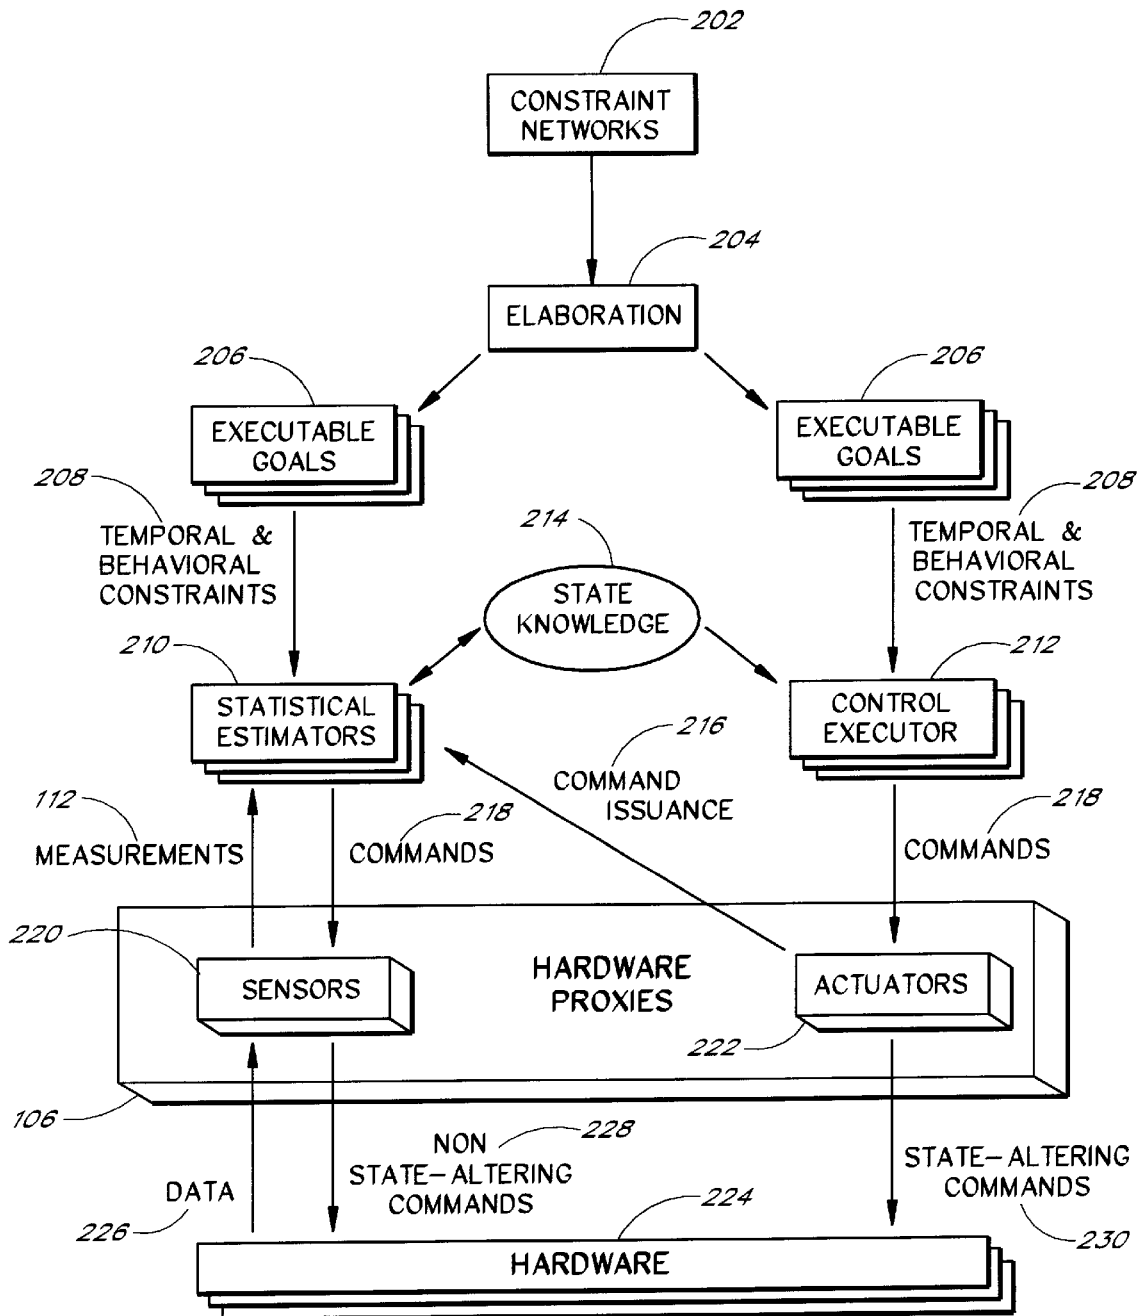 202
CONSTRAINT
NETWORKS
204
ELABORATION
206
206
EXECUTABLE
GOALS
EXECUTABLE
GOALS
208
TEMPORAL &
BEHAVIORAL
CONSTRAINTS
208
TEMPORAL &
BEHAVIORAL
CONSTRAINTS
214
STATE
KNOWLEDGE
210
STATISTICAL
ESTIMATORS
212
CONTROL
EXECUTOR
216
COMMAND
ISSUANCE
112
MEASUREMENTS
218
COMMANDS
218
COMMANDS
220
SENSORS
HARDWARE
PROXIES
ACTUATORS
222
106
NON
228
STATE-ALTERING
COMMANDS
STATE-ALTERING
COMMANDS
230
DATA
226
224
HARDWARE